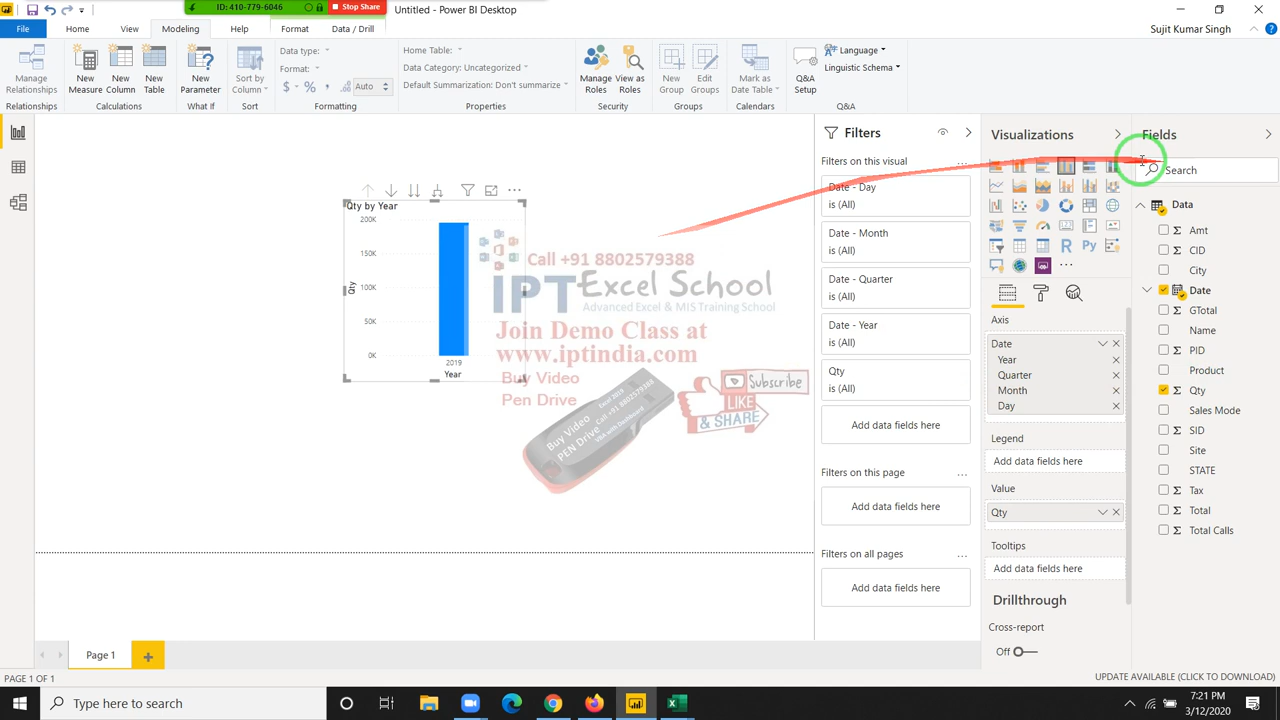 ID: 410-779-6046
Stop Share
Untitled - Power BI Desktop
File
Home
View
Modeling
Help
Format
Data / Drill
Sujit Kumar Singh
Manage Relationships
New Measure
New Column
New Table
New Parameter
Sort by Column
Data type:
Format:
$ % , Auto
Home Table:
Data Category: Uncategorized
Default Summarization: Don't summarize
Manage Roles
View as Roles
New Group
Edit Groups
Mark as Date Table
Q&A Setup
Language
Linguistic Schema
Relationships
Calculations
What If
Sort
Formatting
Properties
Security
Groups
Calendars
Q&A
Qty by Year
200K
150K
100K
50K
0K
Qty
2019
Year
Call +91 8802579388
IPT Excel School
Advanced Excel & MIS Training School
Join Demo Class at
www.iptindia.com
Buy Video
Pen Drive
Excel 2019
Call +91 8802579388
Buy Video
PEN Drive
Subscribe
LIKE
& SHARE
Filters
Filters on this visual
...
Date - Day
is (All)
Date - Month
is (All)
Date - Quarter
is (All)
Date - Year
is (All)
Qty
is (All)
Add data fields here
Filters on this page
...
Add data fields here
Filters on all pages
...
Add data fields here
Visualizations
R
Py
...
Axis
Date
Year
Quarter
Month
Day
Legend
Add data fields here
Value
Qty
Tooltips
Add data fields here
Drillthrough
Cross-report
Off
Fields
Search
Data
Amt
CID
City
Date
GTotal
Name
PID
Product
Qty
Sales Mode
SID
Site
STATE
Tax
Total
Total Calls
Page 1
PAGE 1 OF 1
UPDATE AVAILABLE (CLICK TO DOWNLOAD)
Type here to search
7:21 PM
3/12/2020